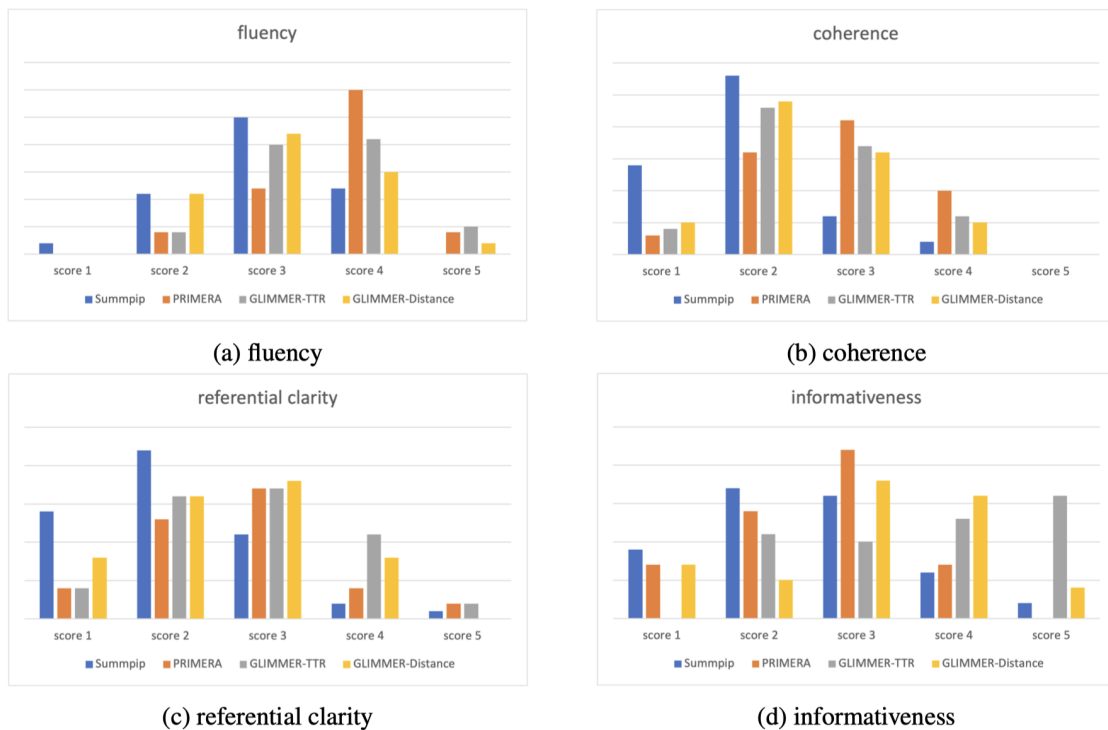 fluency
score 1 score 2 score 3 score 4 score 5
Summpip PRIMERA GLIMMER-TTR GLIMMER-Distance
(a) fluency
coherence
score 1 score 2 score 3 score 4 score 5
Summpip PRIMERA GLIMMER-TTR GLIMMER-Distance
(b) coherence
referential clarity
score 1 score 2 score 3 score 4 score 5
Summpip PRIMERA GLIMMER-TTR GLIMMER-Distance
(c) referential clarity
informativeness
score 1 score 2 score 3 score 4 score 5
Summpip PRIMERA GLIMMER-TTR GLIMMER-Distance
(d) informativeness